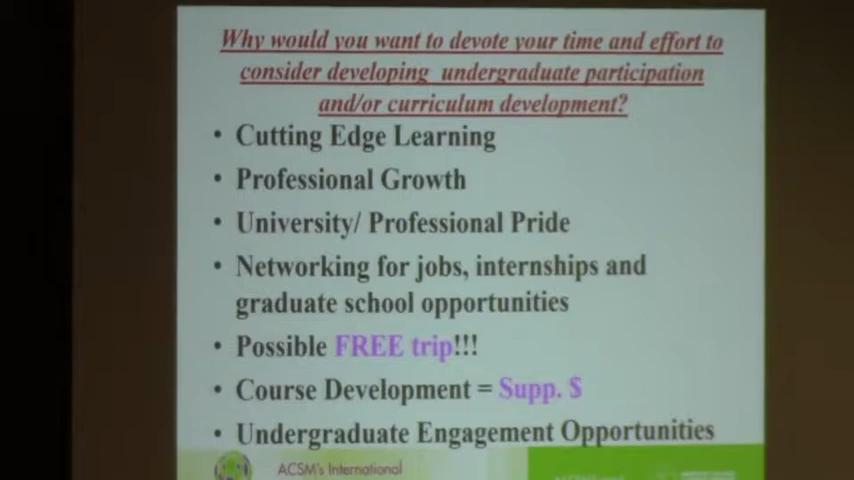 Why would you want to devote your time and effort to
consider developing undergraduate participation
and/or curriculum development?
• Cutting Edge Learning
• Professional Growth
• University/ Professional Pride
• Networking for jobs, internships and
graduate school opportunities
• Possible FREE trip!!!
• Course Development = Supp. $
• Undergraduate Engagement Opportunities
ACSM's International